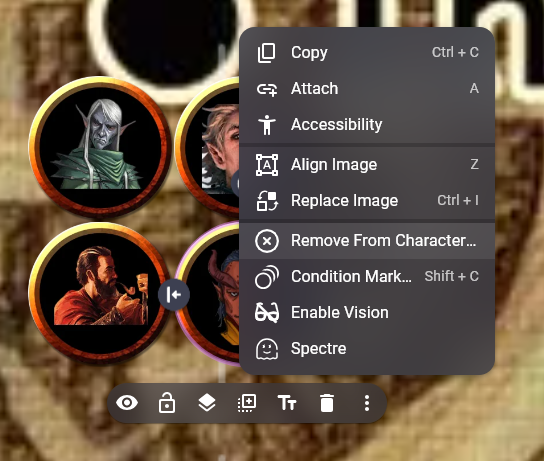 Copy Ctrl + C
Attach A
Accessibility
Align Image Z
Replace Image Ctrl + I
Remove From Character...
Condition Mark... Shift + C
Enable Vision
Spectre